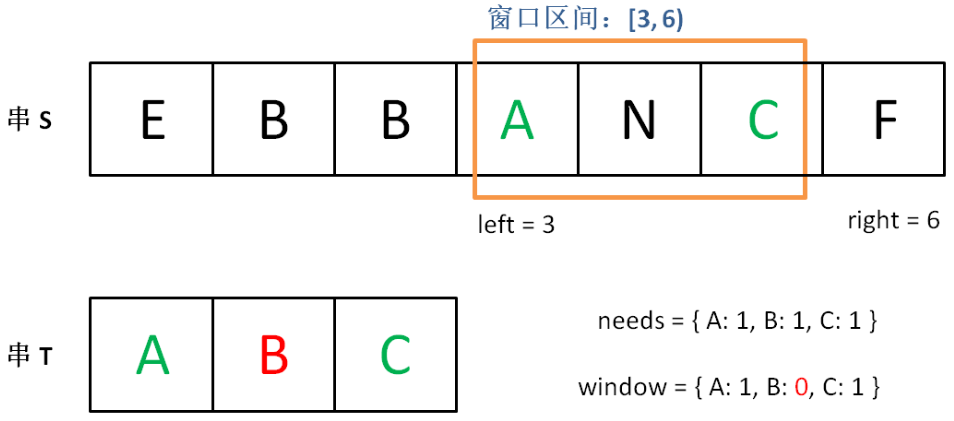 窗口区间：[3, 6)
串 S E B B A N C F
left = 3 right = 6
串 T A B C
needs = { A: 1, B: 1, C: 1 }
window = { A: 1, B: 0, C: 1 }